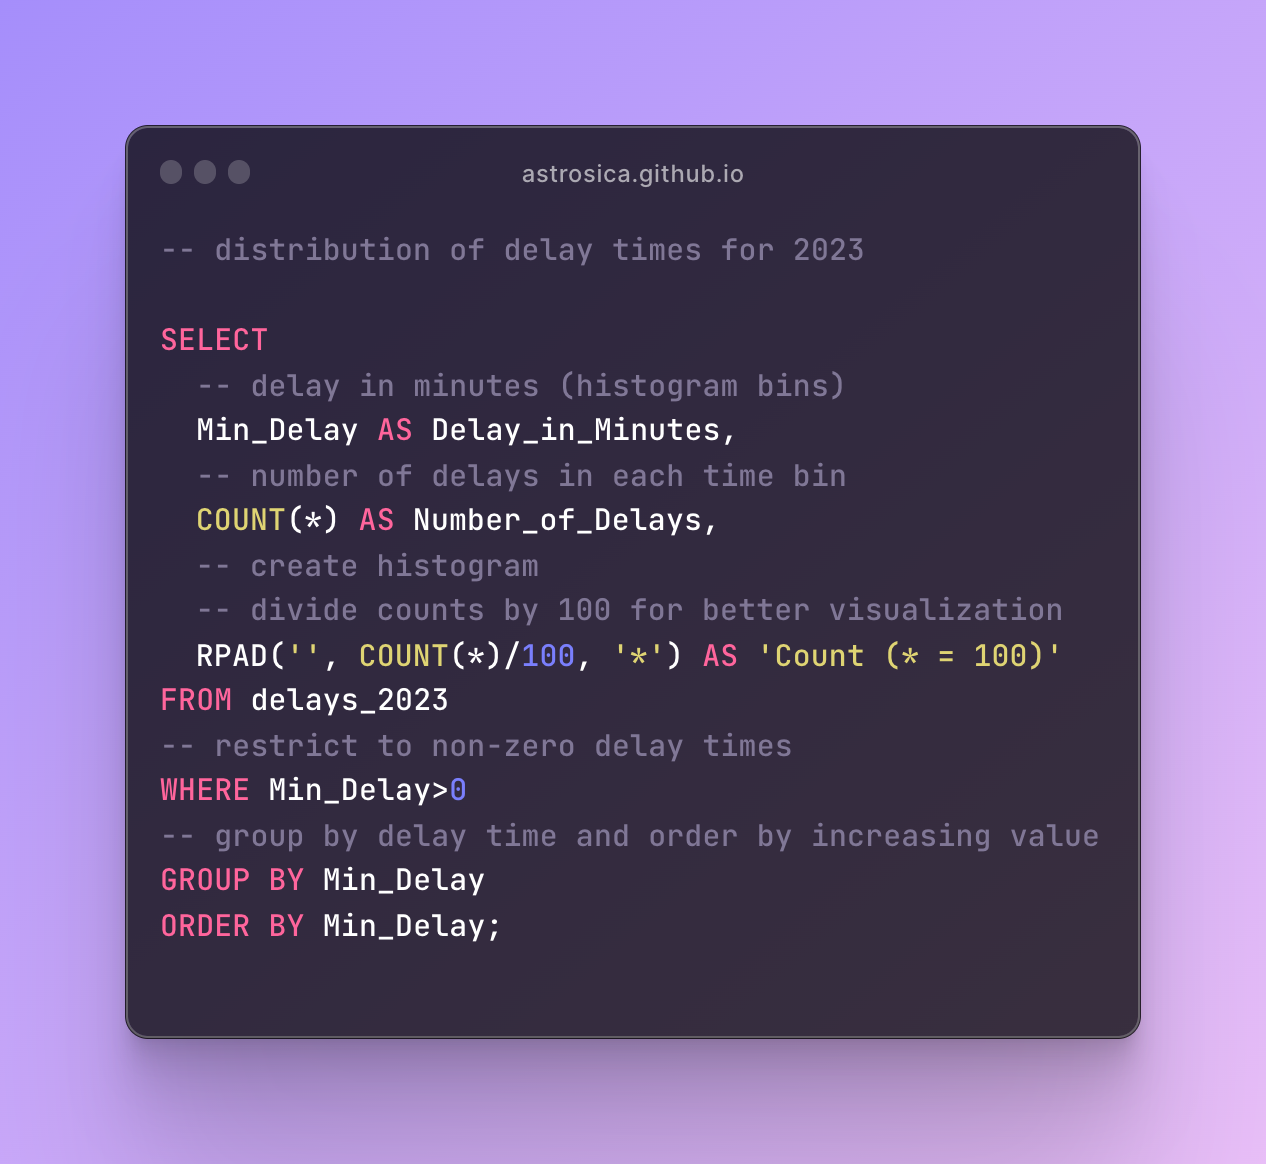 astrosica.github.io
-- distribution of delay times for 2023
SELECT
-- delay in minutes (histogram bins)
Min_Delay AS Delay_in_Minutes,
-- number of delays in each time bin
COUNT(*) AS Number_of_Delays,
-- create histogram
-- divide counts by 100 for better visualization
RPAD('', COUNT(*)/100, '*') AS 'Count (* = 100)'
FROM delays_2023
-- restrict to non-zero delay times
WHERE Min_Delay>0
-- group by delay time and order by increasing value
GROUP BY Min_Delay
ORDER BY Min_Delay;